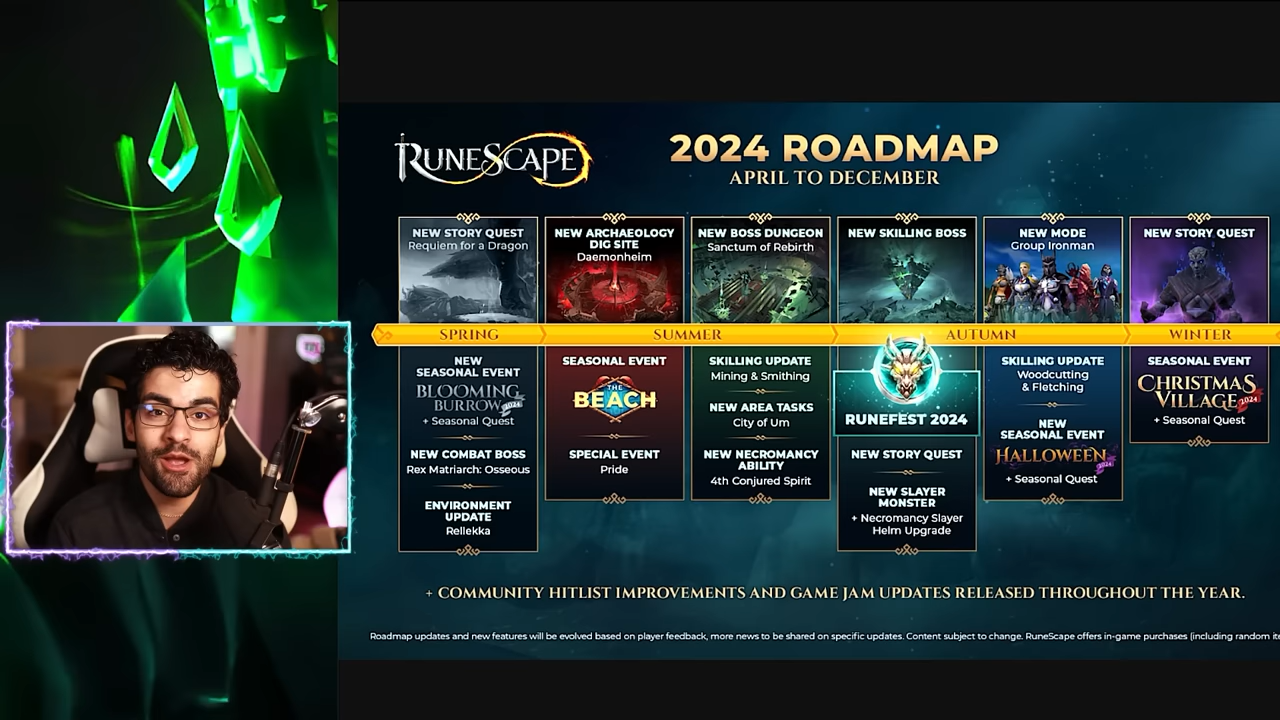 RUNESCAPE
2024 ROADMAP
APRIL TO DECEMBER
NEW STORY QUEST
Requiem for a Dragon
NEW ARCHAEOLOGY
DIG SITE
Daemonheim
NEW BOSS DUNGEON
Sanctum of Rebirth
NEW SKILLING BOSS
NEW MODE
Group Ironman
NEW STORY QUEST
SPRING
SUMMER
AUTUMN
WINTER
NEW
SEASONAL EVENT
BLOOMING
BURROW 2024
+ Seasonal Quest
NEW COMBAT BOSS
Rex Matriarch: Osseous
ENVIRONMENT
UPDATE
Rellekka
SEASONAL EVENT
THE
BEACH
SPECIAL EVENT
Pride
SKILLING UPDATE
Mining & Smithing
NEW AREA TASKS
City of Um
NEW NECROMANCY
ABILITY
4th Conjured Spirit
RUNEFEST 2024
NEW STORY QUEST
NEW SLAYER
MONSTER
+ Necromancy Slayer
Helm Upgrade
SKILLING UPDATE
Woodcutting
& Fletching
NEW
SEASONAL EVENT
HALLOWEEN
2024
+ Seasonal Quest
SEASONAL EVENT
CHRISTMAS
VILLAGE 2024
+ Seasonal Quest
+ COMMUNITY HITLIST IMPROVEMENTS AND GAME JAM UPDATES RELEASED THROUGHOUT THE YEAR.
Roadmap updates and new features will be evolved based on player feedback, more news to be shared on specific updates. Content subject to change. RuneScape offers in-game purchases (including random ite